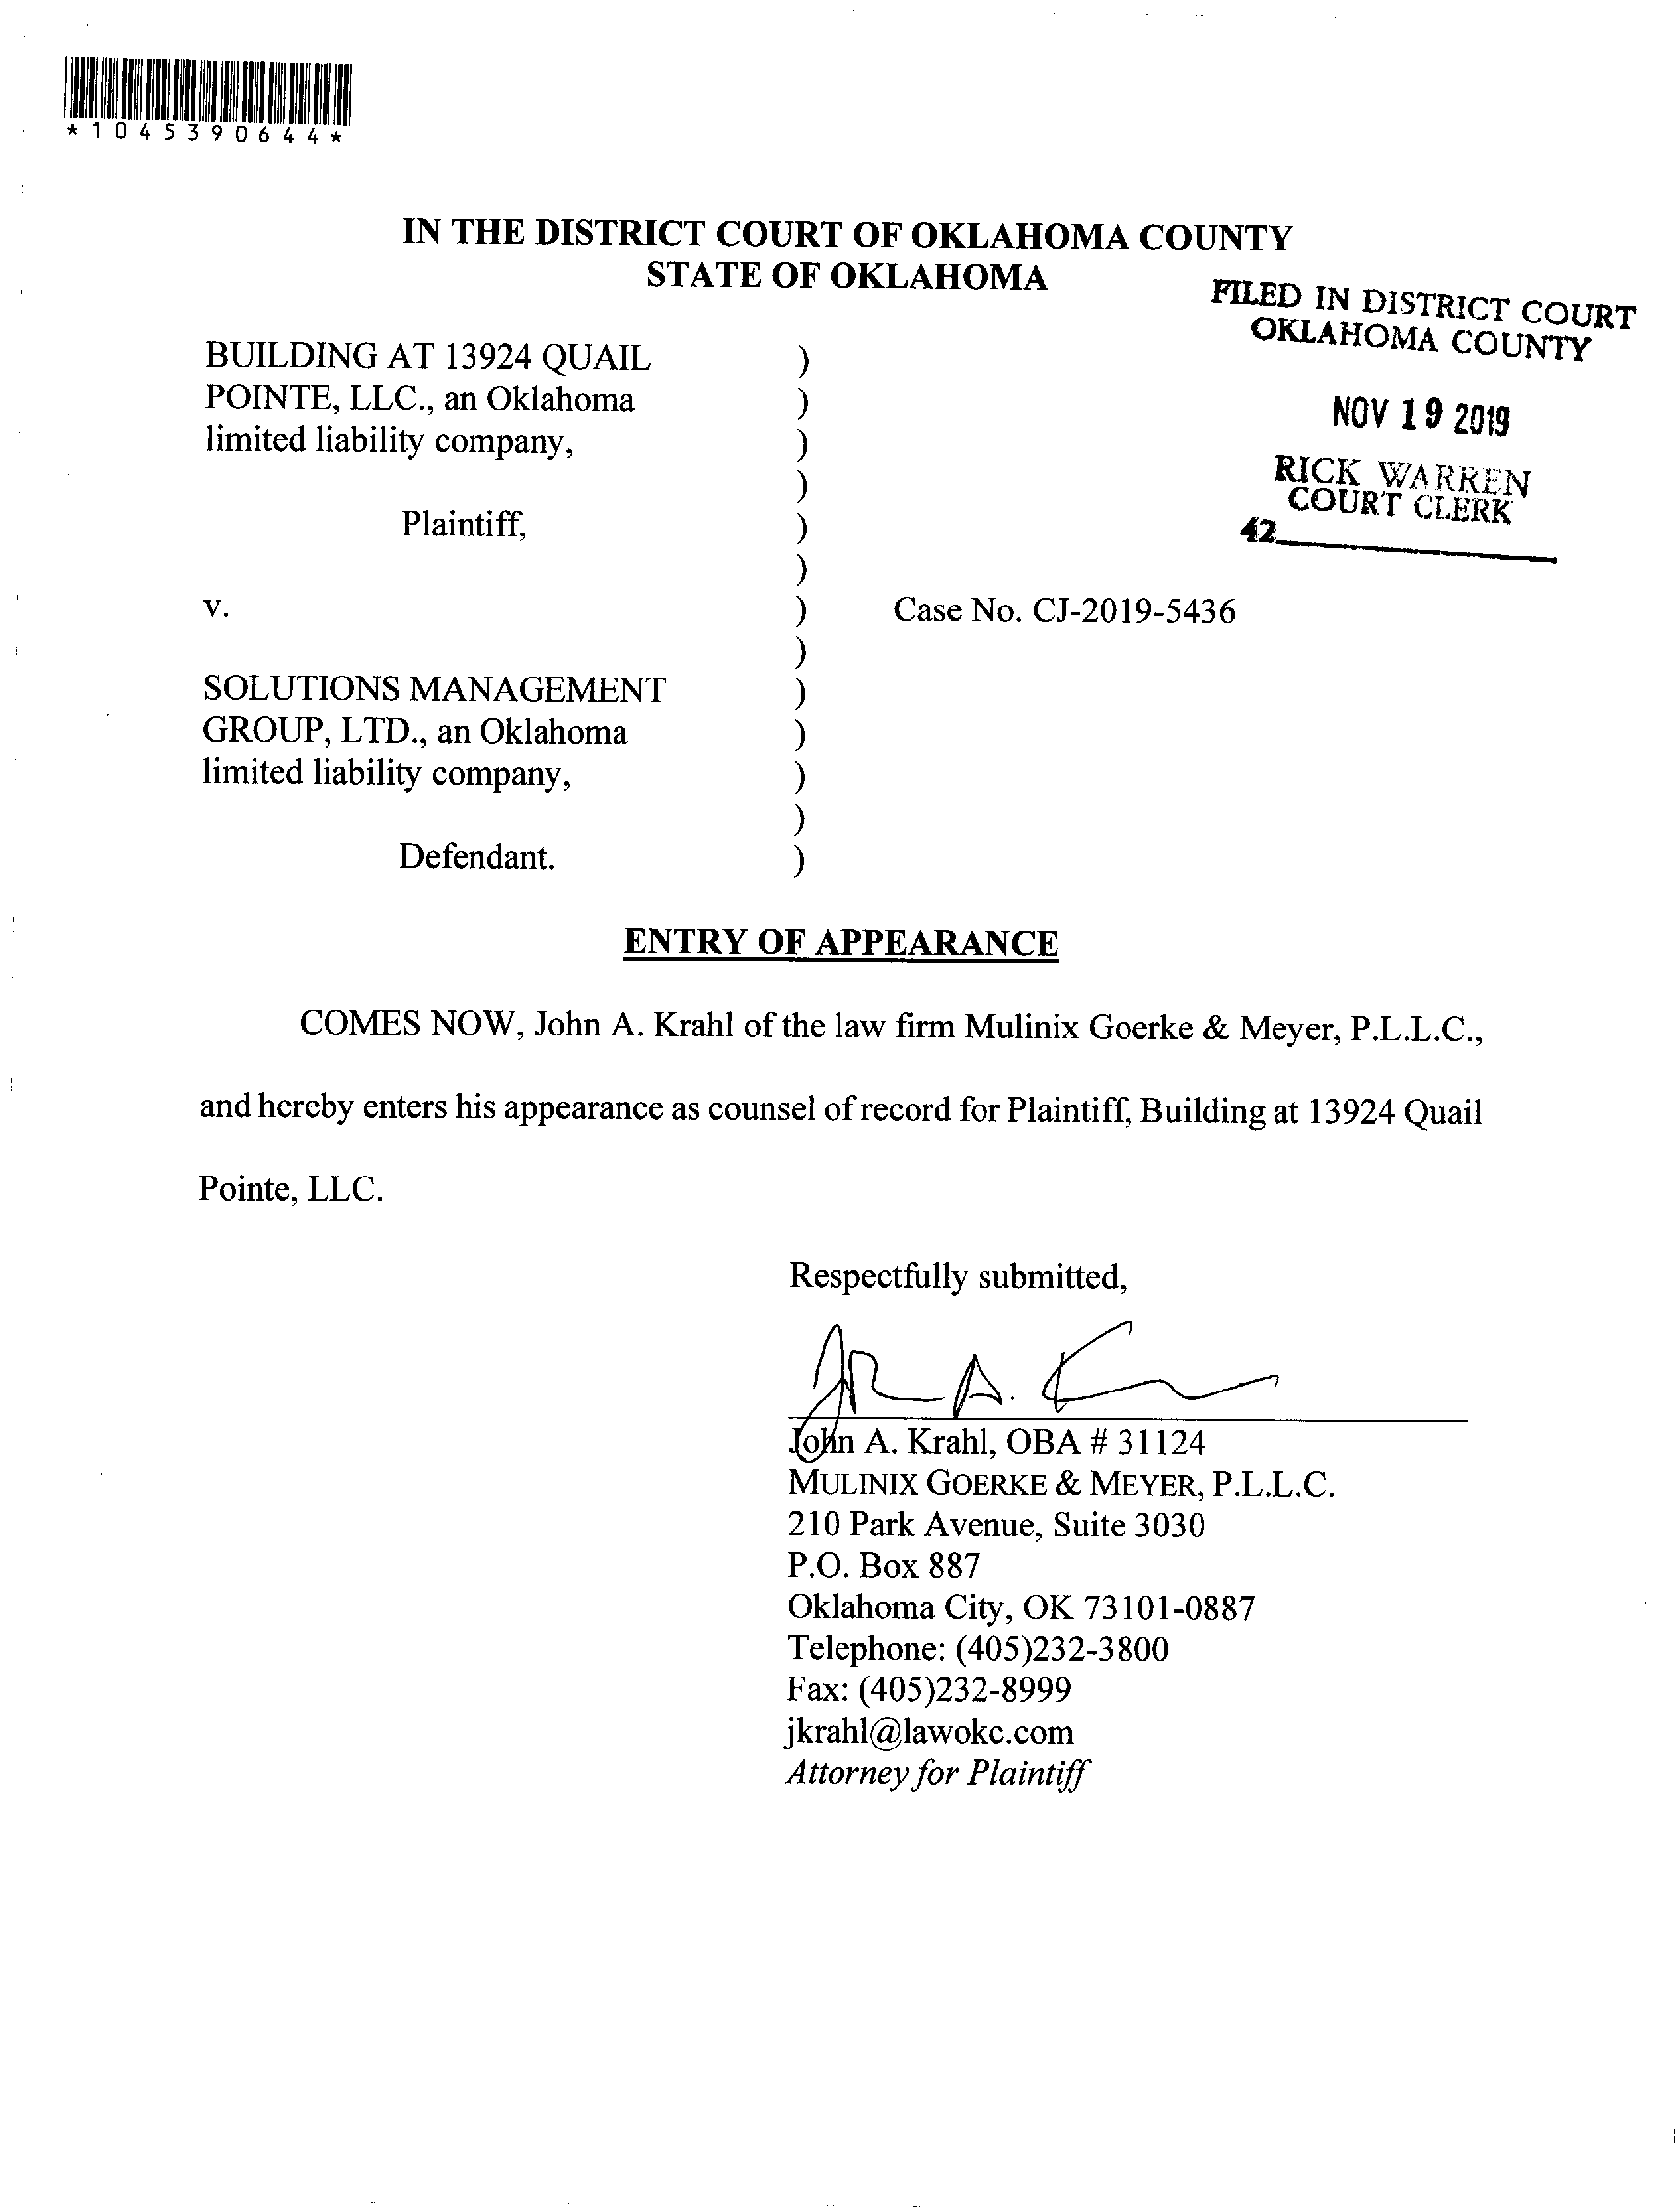 *1045390644*
IN THE DISTRICT COURT OF OKLAHOMA COUNTY
STATE OF OKLAHOMA
FILED IN DISTRICT COURT
OKLAHOMA COUNTY
NOV 19 2019
RICK WARREN
COURT CLERK
42
BUILDING AT 13924 QUAIL )
POINTE, LLC., an Oklahoma )
limited liability company, )
)
Plaintiff, )
)
v. ) Case No. CJ-2019-5436
)
SOLUTIONS MANAGEMENT )
GROUP, LTD., an Oklahoma )
limited liability company, )
)
Defendant. )
ENTRY OF APPEARANCE
COMES NOW, John A. Krahl of the law firm Mulinix Goerke & Meyer, P.L.L.C.,
and hereby enters his appearance as counsel of record for Plaintiff, Building at 13924 Quail
Pointe, LLC.
Respectfully submitted,
John A. Krahl, OBA # 31124
MULINIX GOERKE & MEYER, P.L.L.C.
210 Park Avenue, Suite 3030
P.O. Box 887
Oklahoma City, OK 73101-0887
Telephone: (405)232-3800
Fax: (405)232-8999
jkrahl@lawokc.com
Attorney for Plaintiff